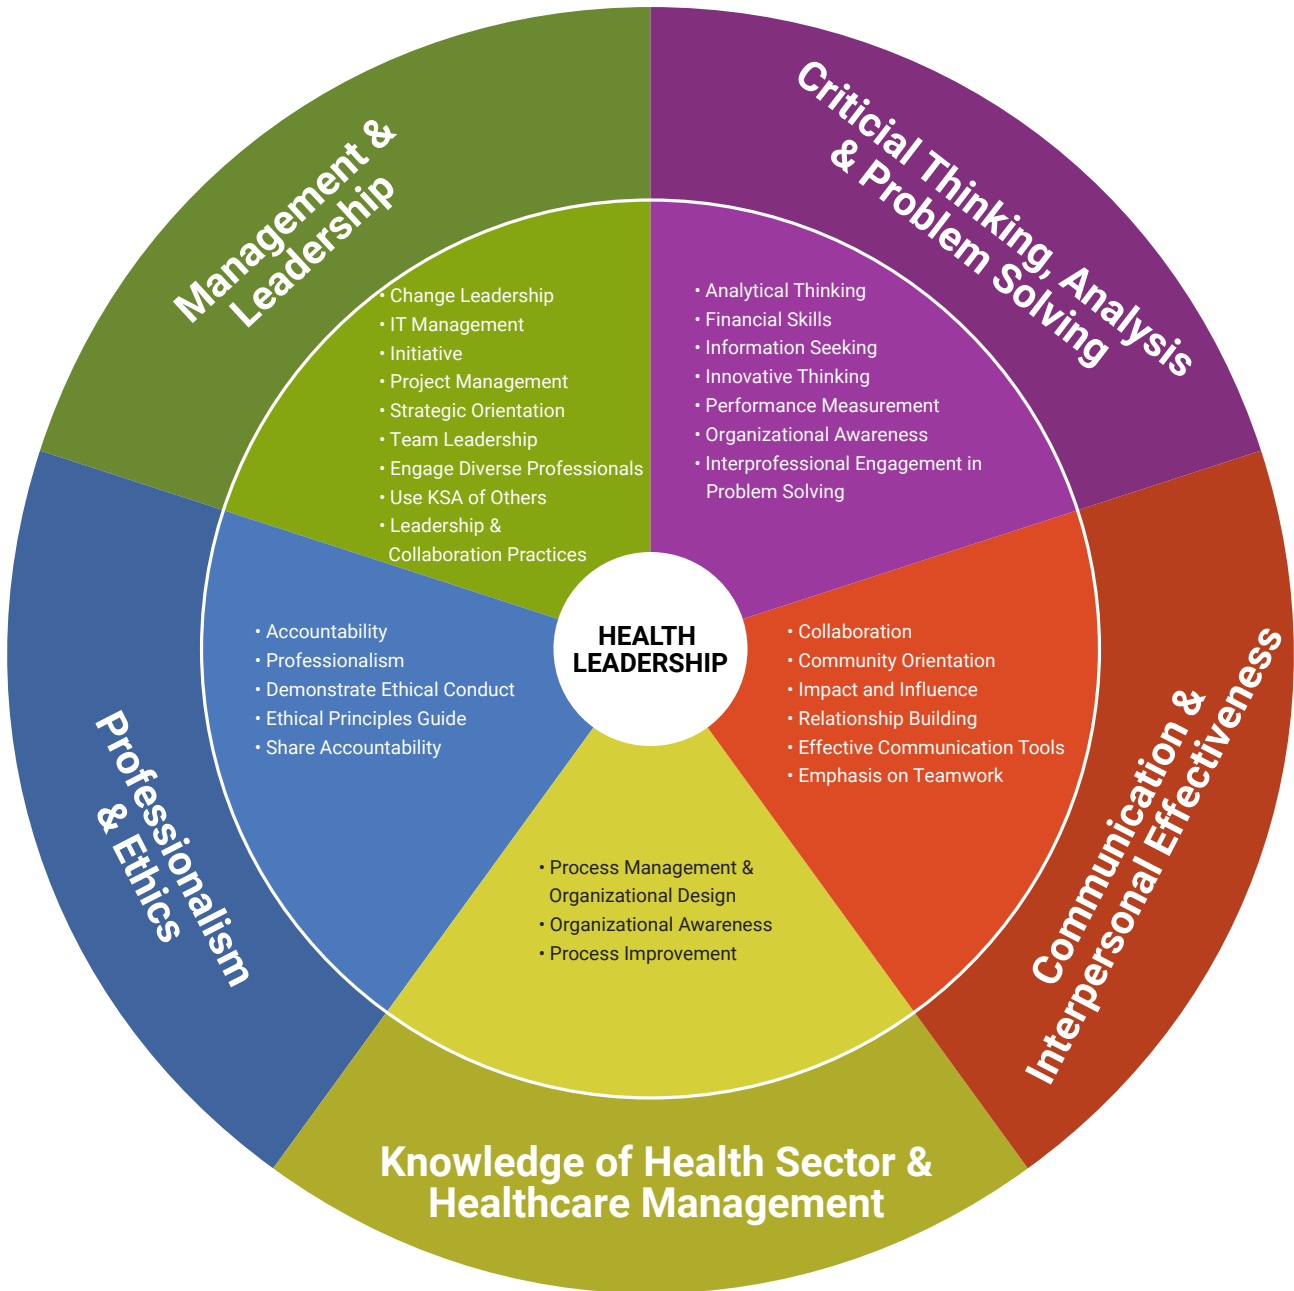 Management &
Leadership
• Change Leadership
• IT Management
• Initiative
• Project Management
• Strategic Orientation
• Team Leadership
• Engage Diverse Professionals
• Use KSA of Others
• Leadership &
Collaboration Practices
Criticial Thinking, Analysis
& Problem Solving
• Analytical Thinking
• Financial Skills
• Information Seeking
• Innovative Thinking
• Performance Measurement
• Organizational Awareness
• Interprofessional Engagement in
Problem Solving
HEALTH
LEADERSHIP
Professionalism
& Ethics
• Accountability
• Professionalism
• Demonstrate Ethical Conduct
• Ethical Principles Guide
• Share Accountability
• Collaboration
• Community Orientation
• Impact and Influence
• Relationship Building
• Effective Communication Tools
• Emphasis on Teamwork
Communication &
Interpersonal Effectiveness
• Process Management &
Organizational Design
• Organizational Awareness
• Process Improvement
Knowledge of Health Sector &
Healthcare Management